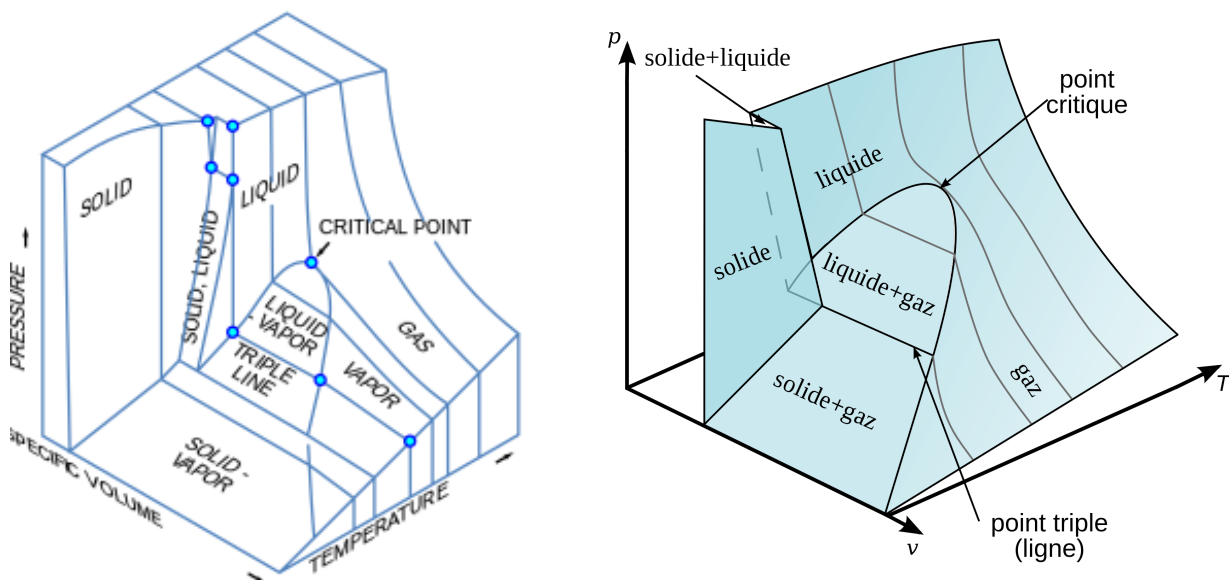 SOLID
LIQUID
SOLID, LIQUID
CRITICAL POINT
PRESSURE
LIQUID
- VAPOR
GAS
TRIPLE
LINE
VAPOR
SOLID -
VAPOR
PECIFIC VOLUME
TEMPERATURE
p
solide+liquide
point
critique
liquide
solide
liquide+gaz
solide+gaz
gaz
T
point triple
(ligne)
v